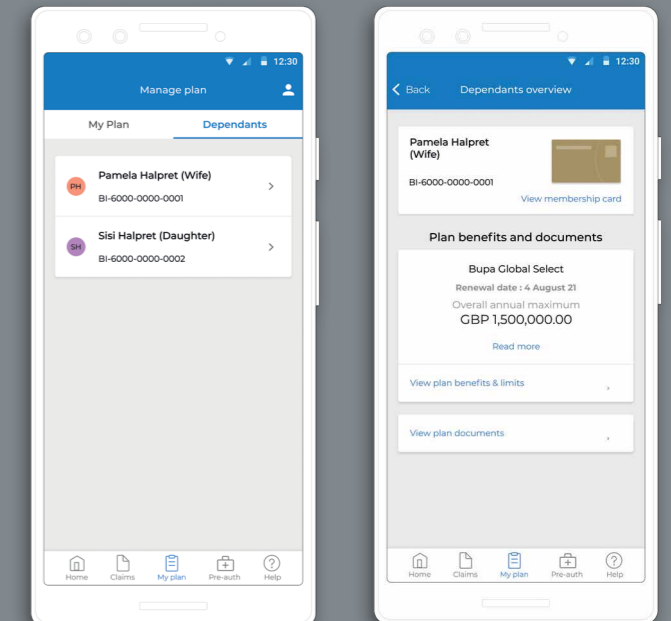 12:30
Manage plan
My Plan
Dependants
PH
Pamela Halpret (Wife)
BI-6000-0000-0001
SH
Sisi Halpret (Daughter)
BI-6000-0000-0002
Home
Claims
My plan
Pre-auth
Help
12:30
Back
Dependants overview
Pamela Halpret
(Wife)
BI-6000-0000-0001
View membership card
Plan benefits and documents
Bupa Global Select
Renewal date : 4 August 21
Overall annual maximum
GBP 1,500,000.00
Read more
View plan benefits & limits
View plan documents
Home
Claims
My plan
Pre-auth
Help